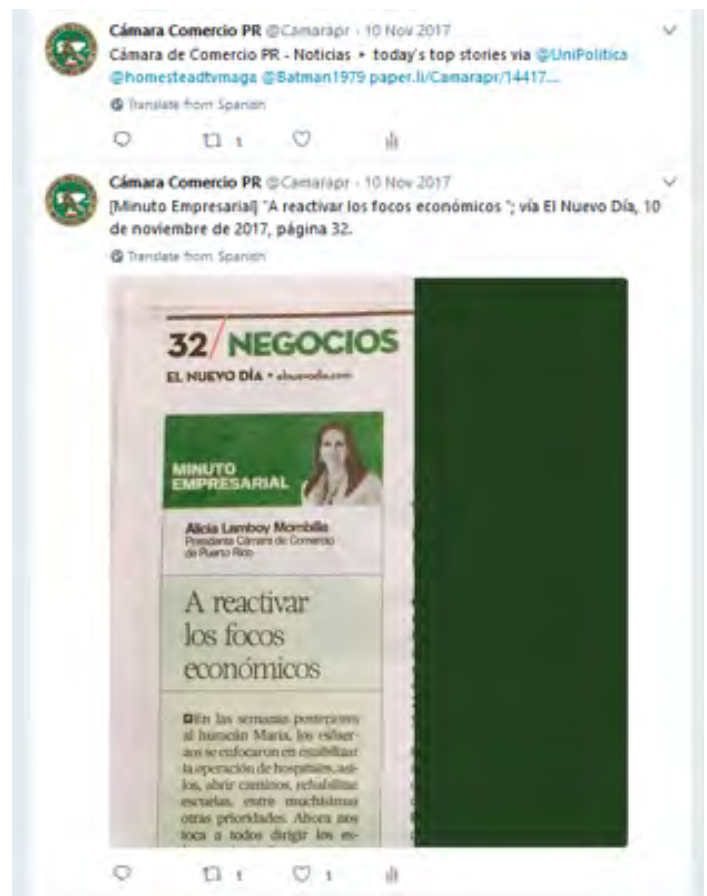 Cámara Comercio PR @Camarapr · 10 Nov 2017
Cámara de Comercio PR - Noticias • today's top stories via @UniPolitica
@homesteadtvmaga @Batman1979 paper.li/Camarapr/14417...
Translate from Spanish
1
Cámara Comercio PR @Camarapr · 10 Nov 2017
[Minuto Empresarial] "A reactivar los focos económicos "; vía El Nuevo Día, 10
de noviembre de 2017, página 32.
Translate from Spanish
32/NEGOCIOS
EL NUEVO DÍA • elnuevodia.com
MINUTO
EMPRESARIAL
Alicia Lamboy Mombille
Presidenta Cámara de Comercio
de Puerto Rico
A reactivar
los focos
económicos
En las semanas posteriores
al huracán María, los esfuer-
zos se enfocaron en estabilizar
la operación de hospitales, asi-
los, abrir caminos, rehabilitar
escuelas, entre muchísimas
otras prioridades. Ahora nos
toca a todos dirigir los es-
1 1